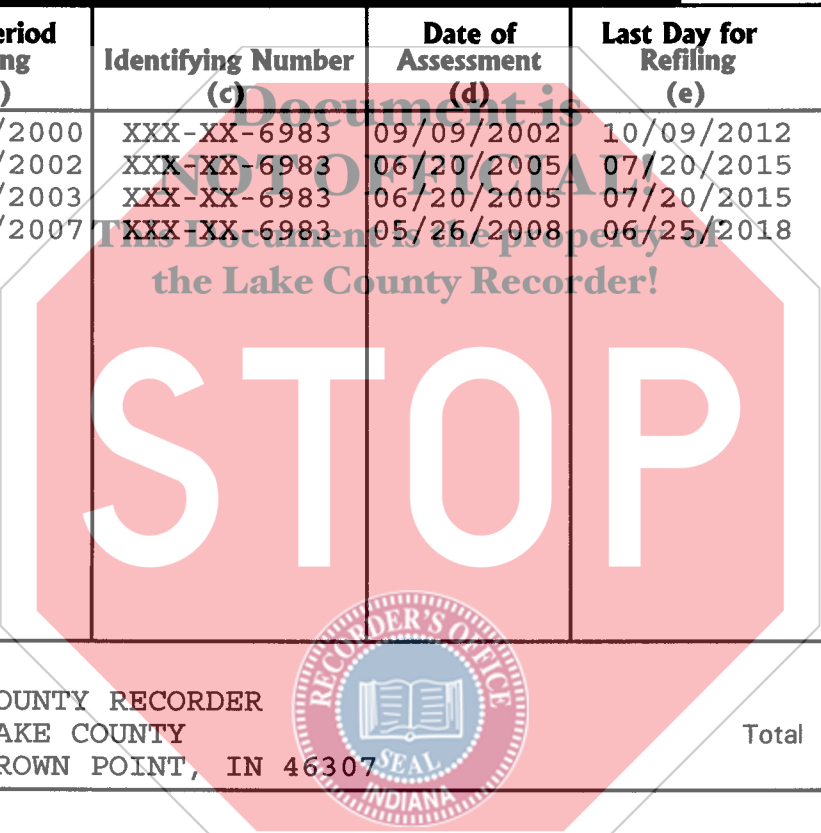 eriod Date of Last Day for
ng Identifying Number Assessment Refiling
) (c) (d) (e)
Document is
/2000 XXX-XX-6983 09/09/2002 10/09/2012
/2002 XXX-XX-6983 06/20/2005 07/20/2015
NOT OFFICIAL!
/2003 XXX-XX-6983 06/20/2005 07/20/2015
/2007 XXX-XX-6983 05/26/2008 06/25/2018
This Document is the property of
the Lake County Recorder!
STOP
OUNTY RECORDER
AKE COUNTY Total
ROWN POINT, IN 46307
RECORDER'S OFFICE
SEAL
INDIANA